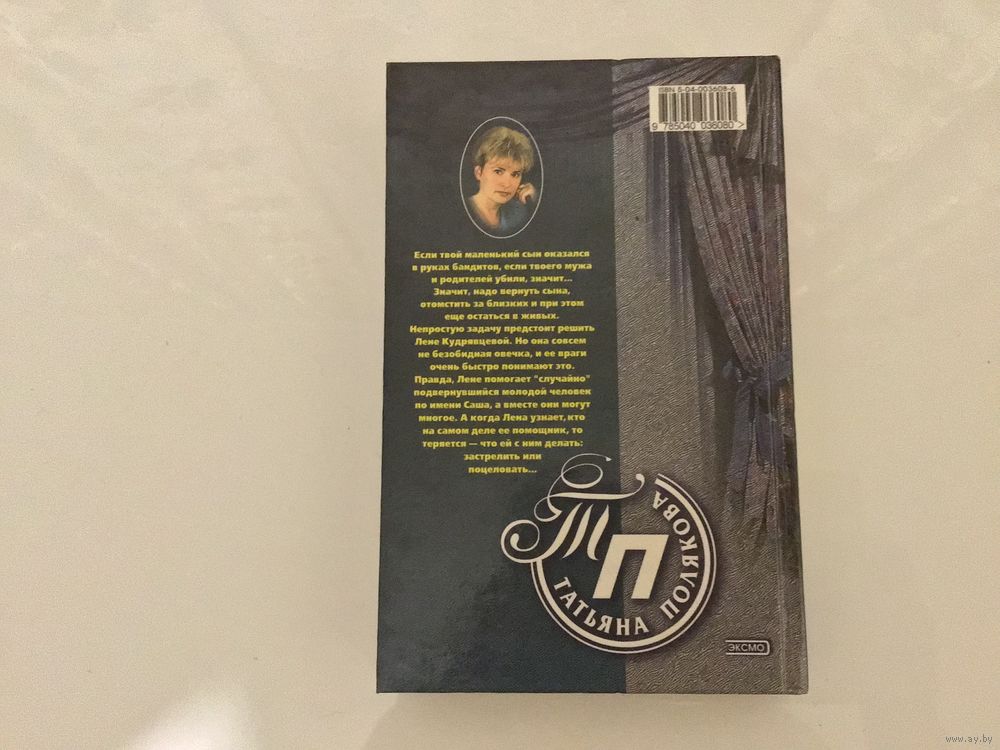 ISBN 5-04-003608-6
9 785040 036080 >
Если твой маленький сын оказался
в руках бандитов, если твоего мужа
и родителей убили, значит...
Значит, надо вернуть сына,
отомстить за близких и при этом
еще остаться в живых.
Непростую задачу предстоит решить
Лене Кудрявцевой. Но она совсем
не безобидная овечка, и ее враги
очень быстро понимают это.
Правда, Лене помогает "случайно"
подвернувшийся молодой человек
по имени Саша, а вместе они могут
многое. А когда Лена узнает, кто
на самом деле ее помощник, то
теряется — что ей с ним делать:
застрелить или
поцеловать...
ТП
ТАТЬЯНА ПОЛЯКОВА
ЭКСМО
www.ay.by